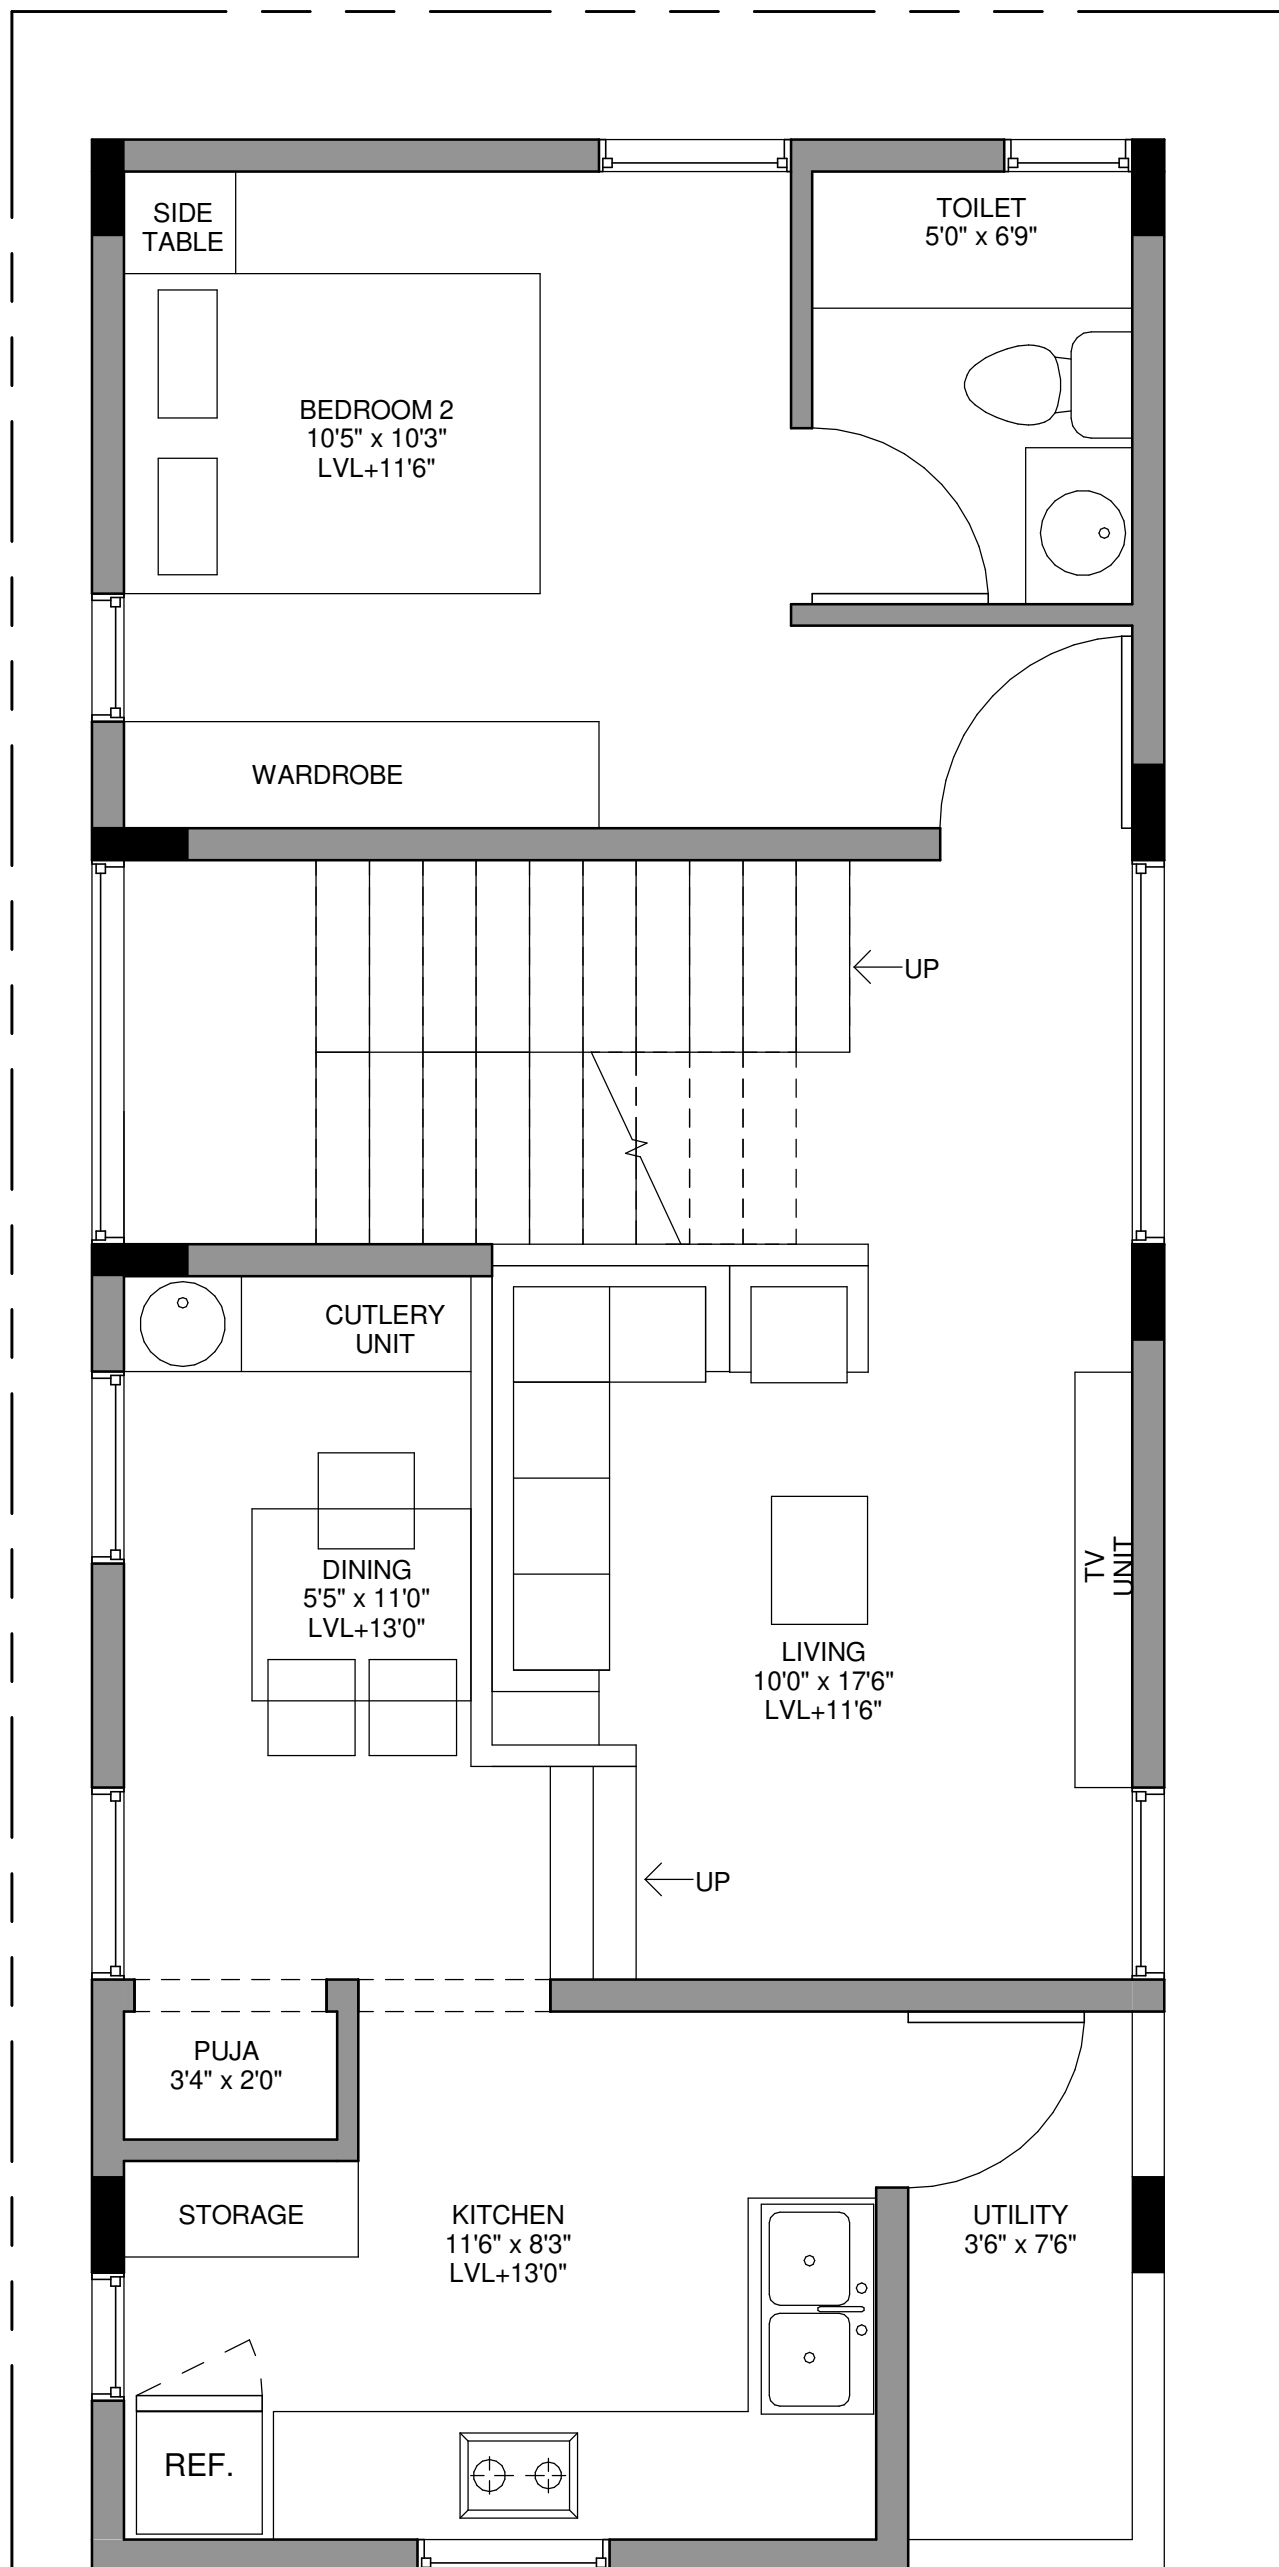 SIDE
TABLE
TOILET
5'0" x 6'9"
BEDROOM 2
10'5" x 10'3"
LVL+11'6"
WARDROBE
UP
CUTLERY
UNIT
DINING
5'5" x 11'0"
LVL+13'0"
TV
UNIT
LIVING
10'0" x 17'6"
LVL+11'6"
UP
PUJA
3'4" x 2'0"
STORAGE
KITCHEN
11'6" x 8'3"
LVL+13'0"
UTILITY
3'6" x 7'6"
REF.